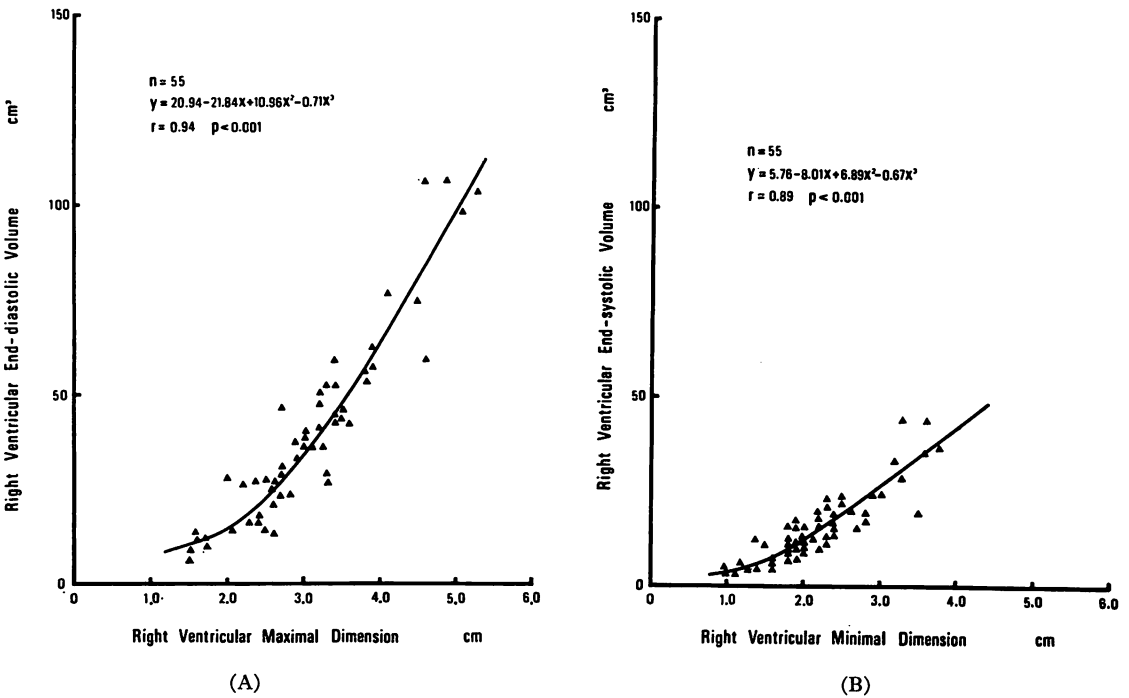 150
100
50
0
Right Ventricular End-diastolic Volume cm³
n = 55
y = 20.94-21.84x+10.96x²-0.71x³
r = 0.94 p<0.001
0 1.0 2.0 3.0 4.0 5.0 6.0
Right Ventricular Maximal Dimension cm
(A)
150
100
50
0
Right Ventricular End-systolic Volume cm³
n = 55
y = 5.76-8.01x+6.89x²-0.67x³
r = 0.89 p<0.001
0 1.0 2.0 3.0 4.0 5.0 6.0
Right Ventricular Minimal Dimension cm
(B)